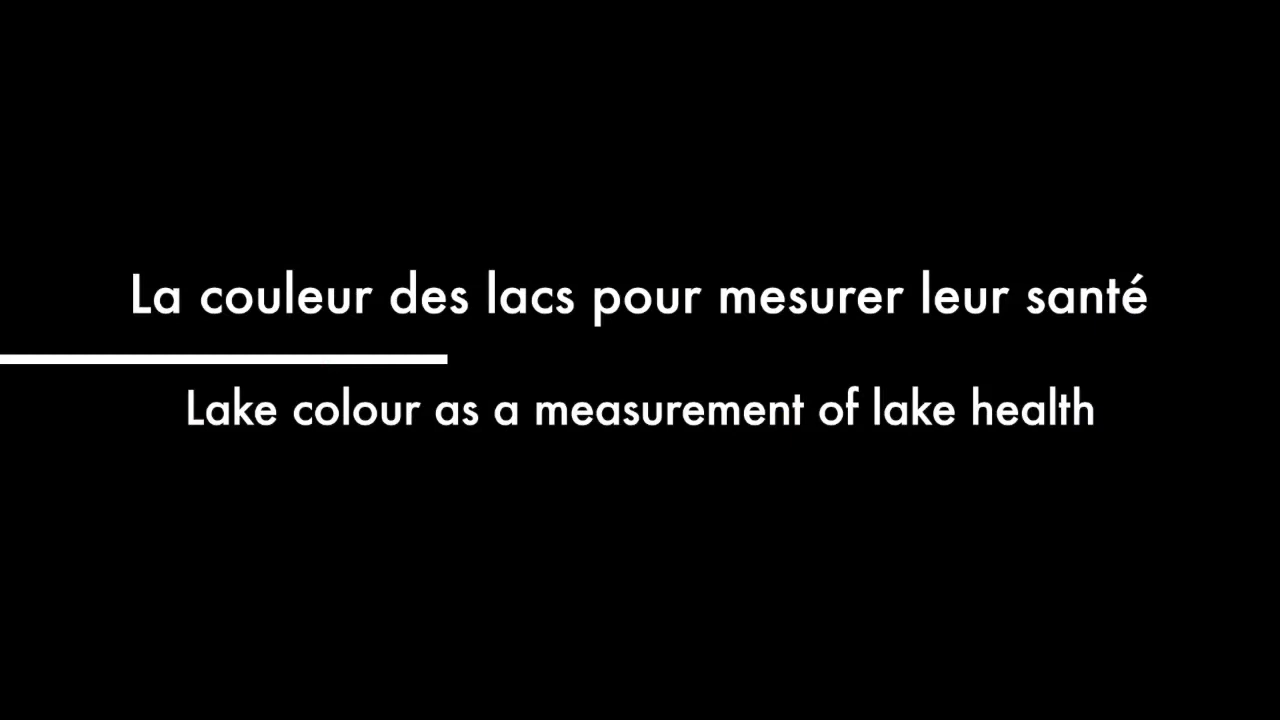 La couleur des lacs pour mesurer leur santé
Lake colour as a measurement of lake health